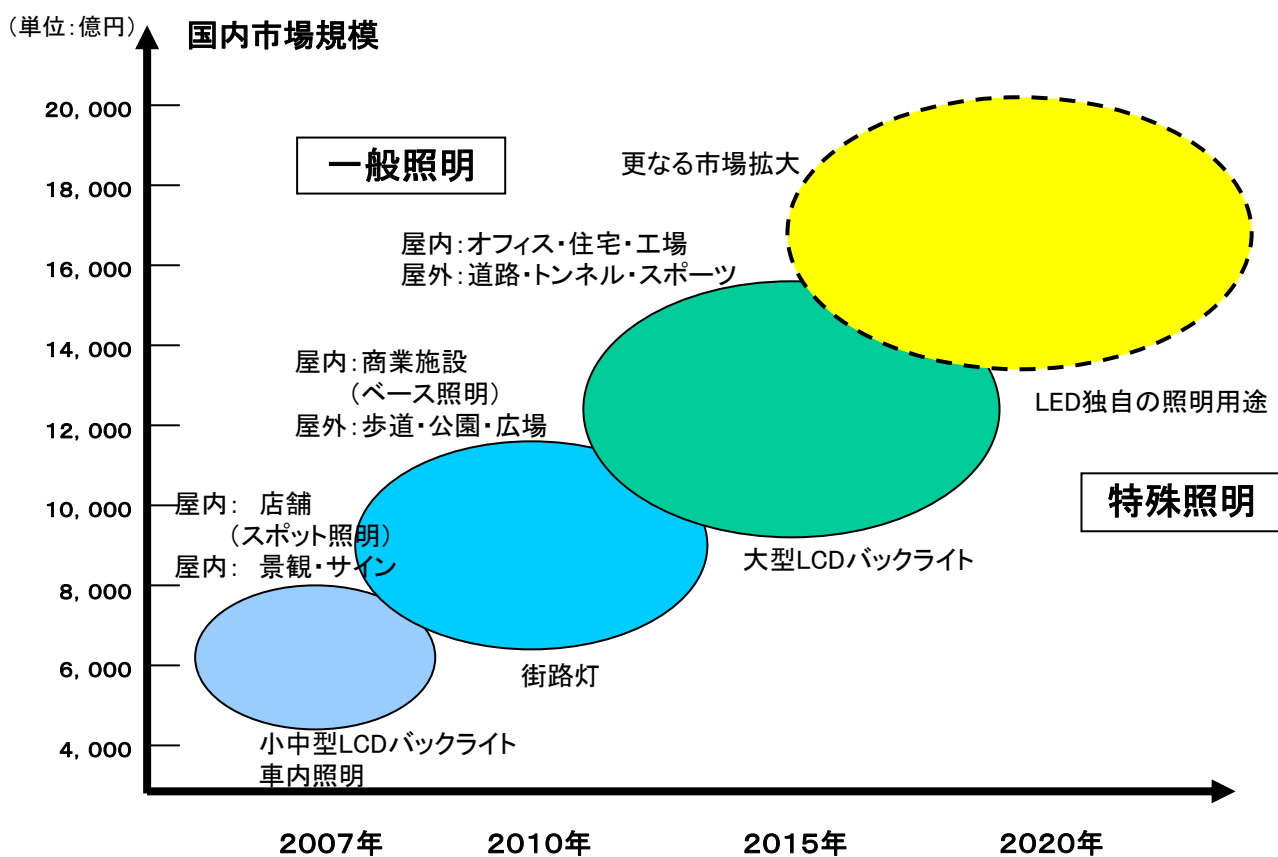 (単位:億円)
国内市場規模
20,000
一般照明
更なる市場拡大
18,000
屋内:オフィス・住宅・工場
屋外:道路・トンネル・スポーツ
16,000
14,000
屋内:商業施設
(ベース照明)
屋外:歩道・公園・広場
LED独自の照明用途
12,000
特殊照明
10,000
屋内: 店舗
(スポット照明)
屋内: 景観・サイン
大型LCDバックライト
8,000
6,000
街路灯
4,000
小中型LCDバックライト
車内照明
2007年
2010年
2015年
2020年